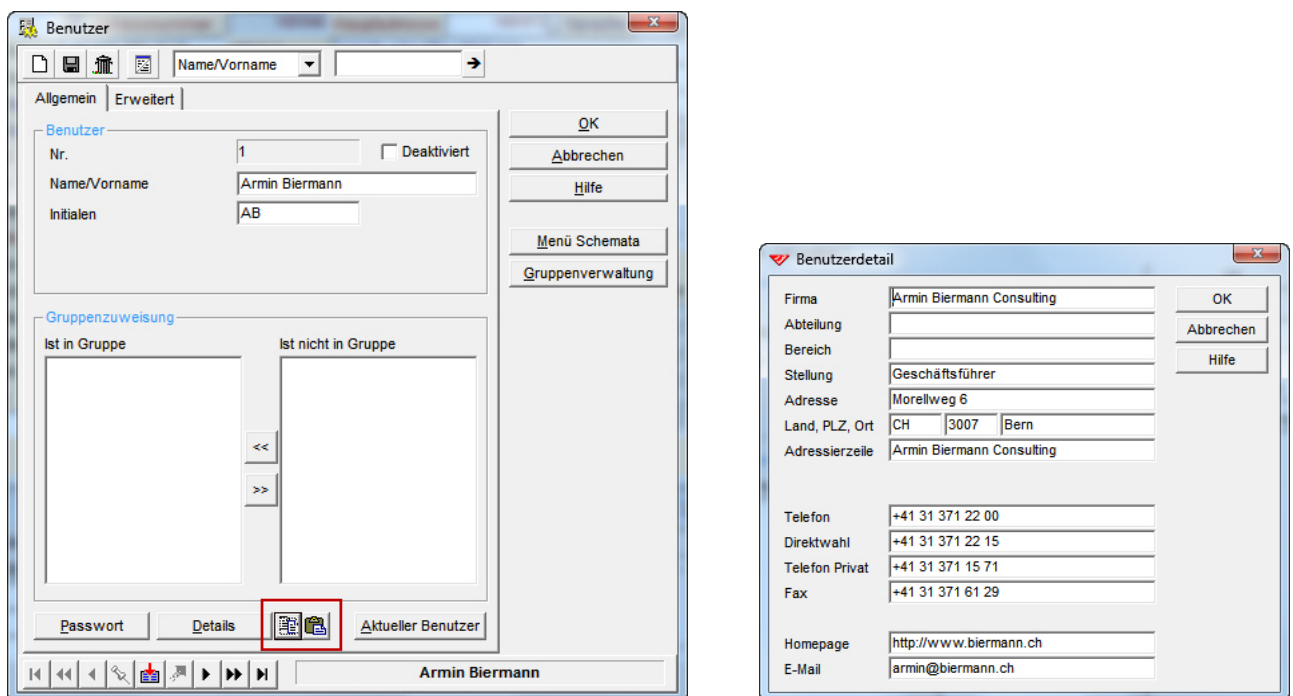 Benutzer
Name/Vorname
Allgemein Erweitert
Benutzer
Nr. 1 Deaktiviert
Name/Vorname Armin Biermann
Initialen AB
OK
Abbrechen
Hilfe
Menü Schemata
Gruppenverwaltung
Gruppenzuweisung
Ist in Gruppe Ist nicht in Gruppe
<<
>>
Passwort Details Aktueller Benutzer
Armin Biermann
Benutzerdetail
Firma Armin Biermann Consulting
Abteilung
Bereich
Stellung Geschäftsführer
Adresse Morellweg 6
Land, PLZ, Ort CH 3007 Bern
Adressierzeile Armin Biermann Consulting
Telefon +41 31 371 22 00
Direktwahl +41 31 371 22 15
Telefon Privat +41 31 371 15 71
Fax +41 31 371 61 29
Homepage http://www.biermann.ch
E-Mail armin@biermann.ch
OK
Abbrechen
Hilfe